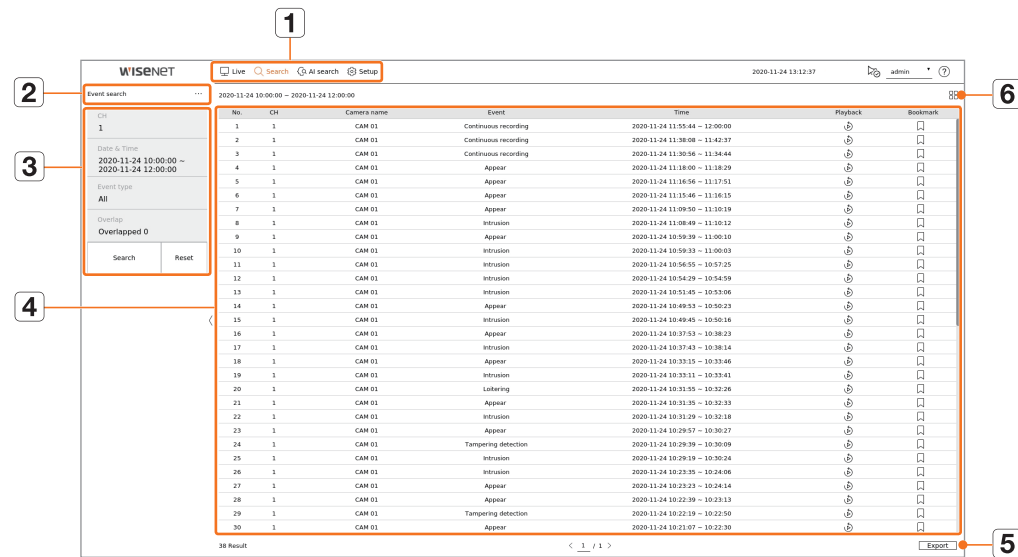 1
WISENET Live Search AI search Setup 2020-11-24 13:12:37 admin ?
2
Event search ... 2020-11-24 10:00:00 ~ 2020-11-24 12:00:00
6
No. CH Camera name Event Time Playback Bookmark
CH
1
3
Date & Time
2020-11-24 10:00:00 ~
2020-11-24 12:00:00
Event type
All
Overlap
Overlapped 0
Search Reset
4
1 1 CAM 01 Continuous recording 2020-11-24 11:55:44 ~ 12:00:00
2 1 CAM 01 Continuous recording 2020-11-24 11:38:08 ~ 11:42:37
3 1 CAM 01 Continuous recording 2020-11-24 11:30:56 ~ 11:34:44
4 1 CAM 01 Appear 2020-11-24 11:18:00 ~ 11:18:29
5 1 CAM 01 Appear 2020-11-24 11:16:56 ~ 11:17:51
6 1 CAM 01 Appear 2020-11-24 11:15:46 ~ 11:16:15
7 1 CAM 01 Appear 2020-11-24 11:09:50 ~ 11:10:19
8 1 CAM 01 Intrusion 2020-11-24 11:08:49 ~ 11:10:12
9 1 CAM 01 Appear 2020-11-24 10:59:39 ~ 11:00:10
10 1 CAM 01 Intrusion 2020-11-24 10:59:33 ~ 11:00:03
11 1 CAM 01 Intrusion 2020-11-24 10:56:55 ~ 10:57:25
12 1 CAM 01 Intrusion 2020-11-24 10:54:29 ~ 10:54:59
13 1 CAM 01 Intrusion 2020-11-24 10:51:45 ~ 10:53:06
14 1 CAM 01 Appear 2020-11-24 10:49:53 ~ 10:50:23
15 1 CAM 01 Intrusion 2020-11-24 10:49:45 ~ 10:50:16
16 1 CAM 01 Appear 2020-11-24 10:37:53 ~ 10:38:23
17 1 CAM 01 Intrusion 2020-11-24 10:37:43 ~ 10:38:14
18 1 CAM 01 Appear 2020-11-24 10:33:15 ~ 10:33:46
19 1 CAM 01 Intrusion 2020-11-24 10:33:11 ~ 10:33:41
20 1 CAM 01 Loitering 2020-11-24 10:31:55 ~ 10:32:26
21 1 CAM 01 Appear 2020-11-24 10:31:35 ~ 10:32:33
22 1 CAM 01 Intrusion 2020-11-24 10:31:29 ~ 10:32:18
23 1 CAM 01 Appear 2020-11-24 10:29:57 ~ 10:30:27
24 1 CAM 01 Tampering detection 2020-11-24 10:29:39 ~ 10:30:09
25 1 CAM 01 Intrusion 2020-11-24 10:29:19 ~ 10:30:24
26 1 CAM 01 Intrusion 2020-11-24 10:23:35 ~ 10:24:06
27 1 CAM 01 Appear 2020-11-24 10:23:23 ~ 10:24:14
28 1 CAM 01 Appear 2020-11-24 10:22:39 ~ 10:23:13
29 1 CAM 01 Tampering detection 2020-11-24 10:22:19 ~ 10:22:50
30 1 CAM 01 Appear 2020-11-24 10:21:07 ~ 10:22:30
38 Result < 1 / 1 > Export
5